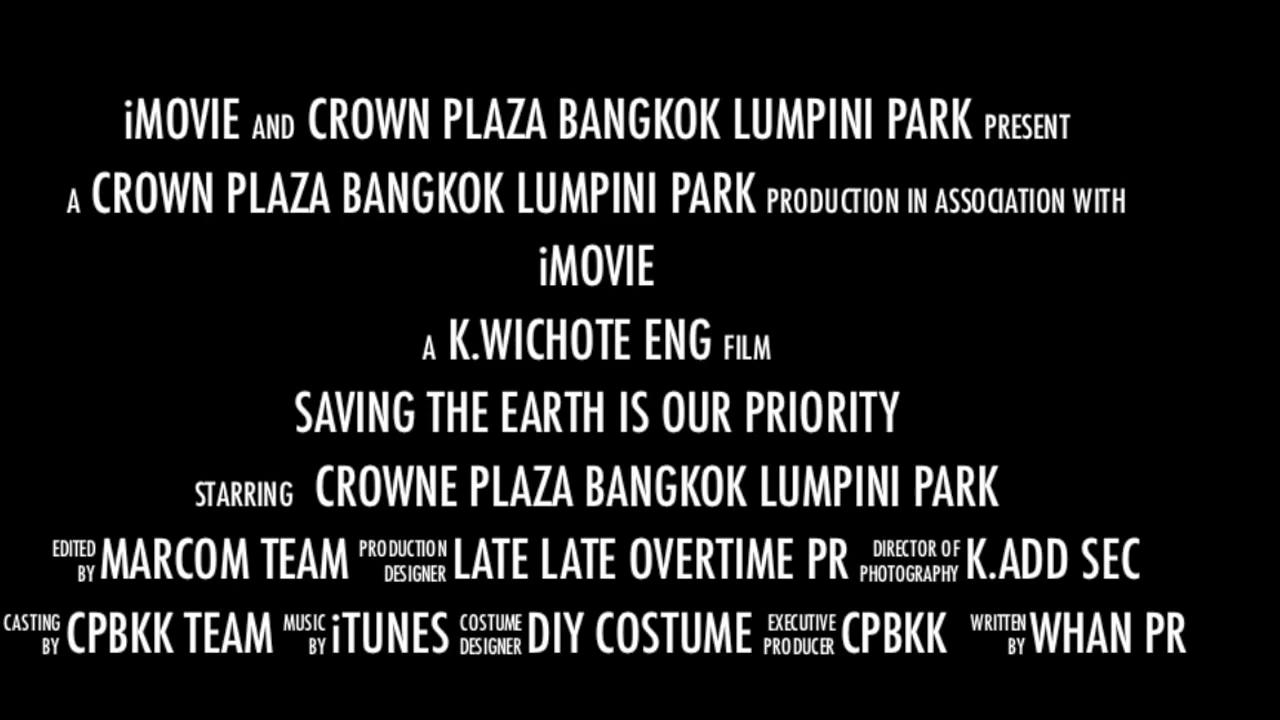 iMOVIE AND CROWN PLAZA BANGKOK LUMPINI PARK PRESENT
A CROWN PLAZA BANGKOK LUMPINI PARK PRODUCTION IN ASSOCIATION WITH
iMOVIE
A K.WICHOTE ENG FILM
SAVING THE EARTH IS OUR PRIORITY
STARRING CROWNE PLAZA BANGKOK LUMPINI PARK
EDITED BY MARCOM TEAM PRODUCTION DESIGNER LATE LATE OVERTIME PR DIRECTOR OF PHOTOGRAPHY K.ADD SEC
CASTING BY CPBKK TEAM MUSIC BY iTUNES COSTUME DESIGNER DIY COSTUME EXECUTIVE PRODUCER CPBKK WRITTEN BY WHAN PR